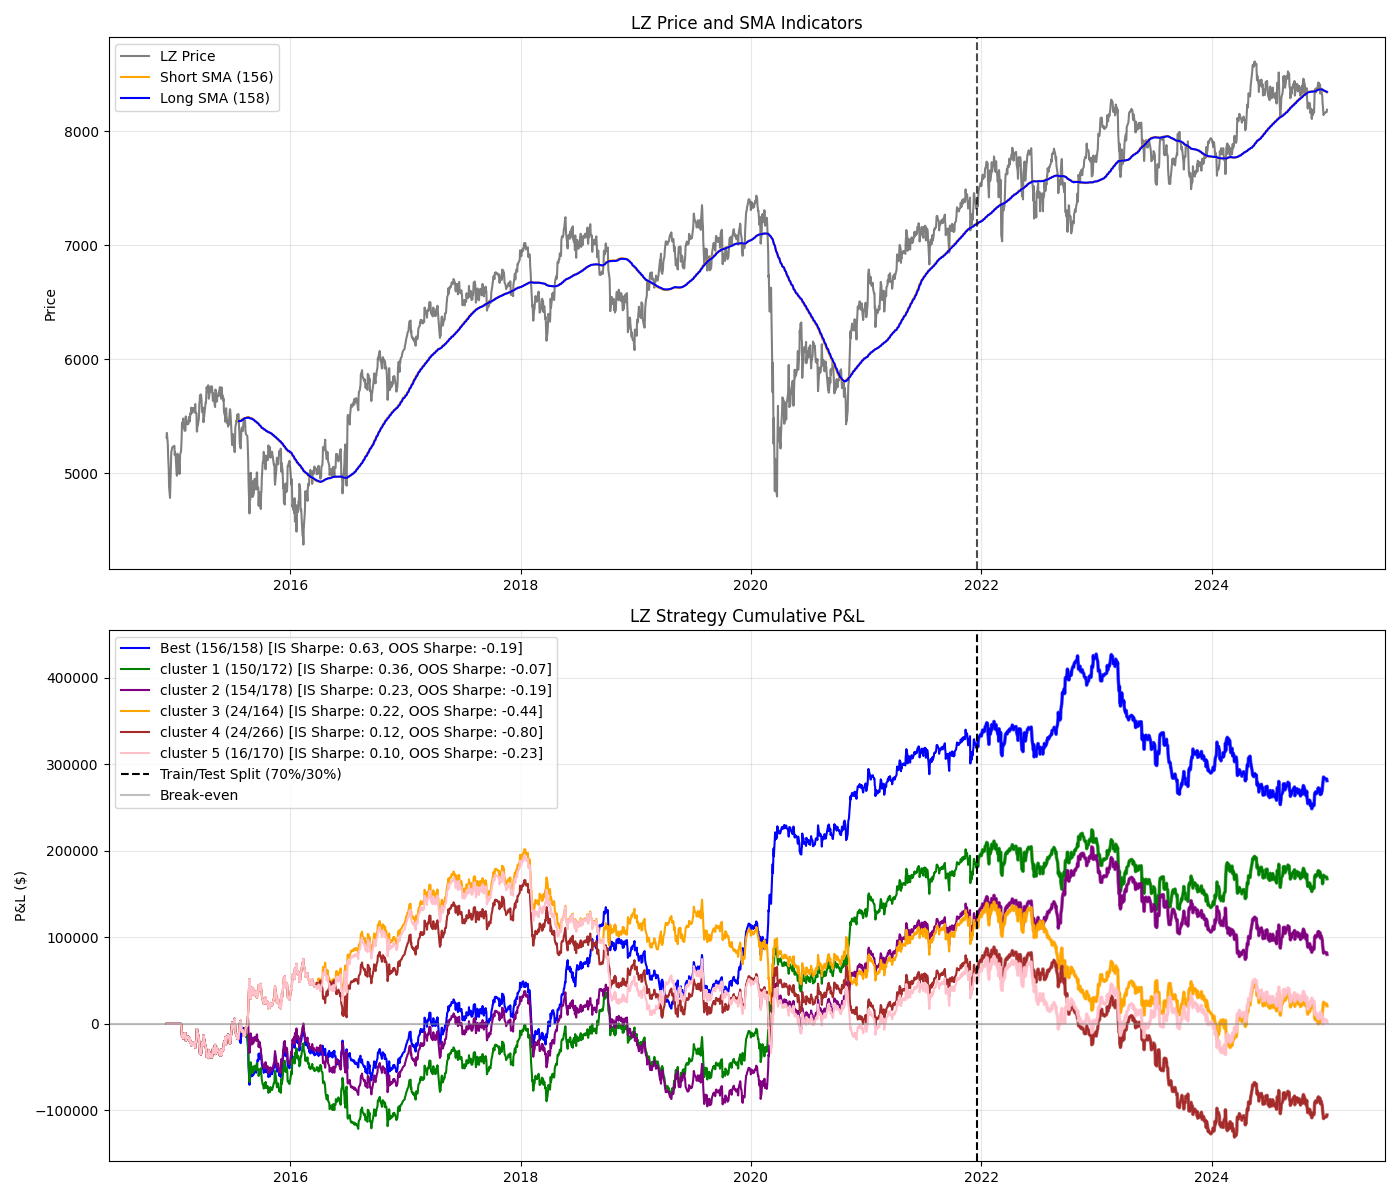 LZ Price and SMA Indicators
LZ Price
Short SMA (156)
Long SMA (158)
Price
8000
7000
6000
5000
2016
2018
2020
2022
2024
LZ Strategy Cumulative P&L
Best (156/158) [IS Sharpe: 0.63, OOS Sharpe: -0.19]
cluster 1 (150/172) [IS Sharpe: 0.36, OOS Sharpe: -0.07]
cluster 2 (154/178) [IS Sharpe: 0.23, OOS Sharpe: -0.19]
cluster 3 (24/164) [IS Sharpe: 0.22, OOS Sharpe: -0.44]
cluster 4 (24/266) [IS Sharpe: 0.12, OOS Sharpe: -0.80]
cluster 5 (16/170) [IS Sharpe: 0.10, OOS Sharpe: -0.23]
Train/Test Split (70%/30%)
Break-even
P&L ($)
400000
300000
200000
100000
0
−100000
2016
2018
2020
2022
2024